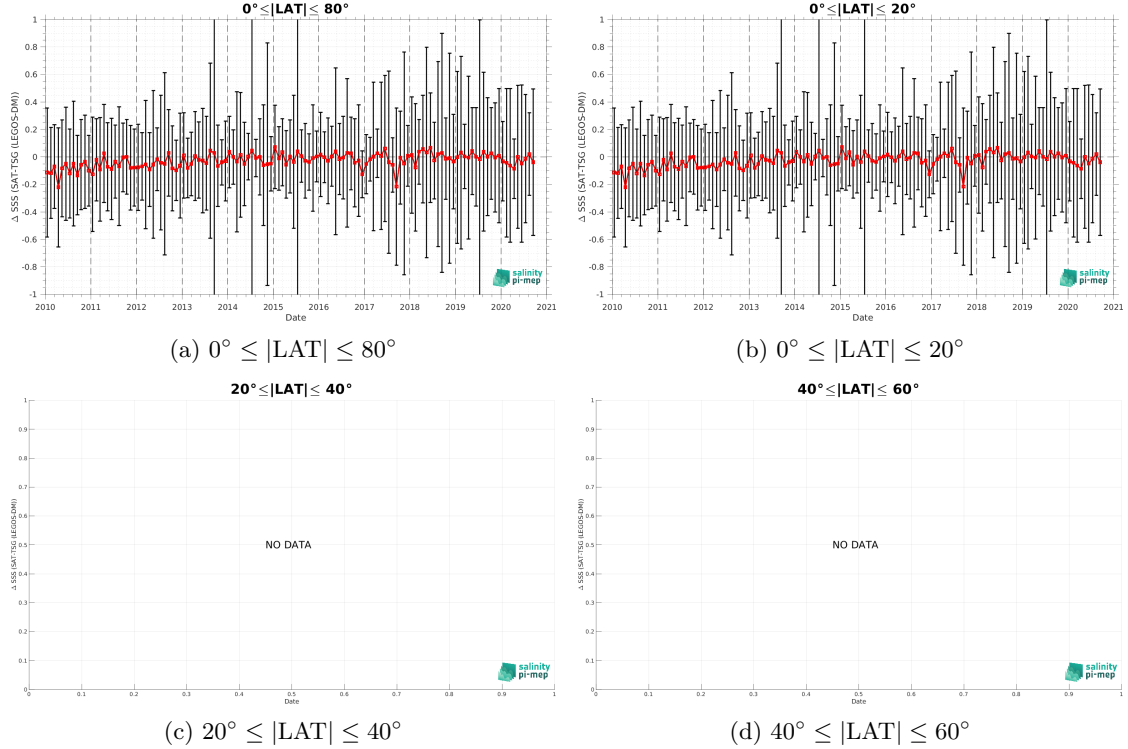 0°≤|LAT|≤ 80°
Δ SSS (SAT-TSG (LEGOS-DM))
1
0.8
0.6
0.4
0.2
0
-0.2
-0.4
-0.6
-0.8
-1
2010 2011 2012 2013 2014 2015 2016 2017 2018 2019 2020 2021
Date
salinity
pi-mep
(a) 0° ≤ |LAT| ≤ 80°
0°≤|LAT|≤ 20°
Δ SSS (SAT-TSG (LEGOS-DM))
1
0.8
0.6
0.4
0.2
0
-0.2
-0.4
-0.6
-0.8
-1
2010 2011 2012 2013 2014 2015 2016 2017 2018 2019 2020 2021
Date
salinity
pi-mep
(b) 0° ≤ |LAT| ≤ 20°
20°≤|LAT|≤ 40°
Δ SSS (SAT-TSG (LEGOS-DM))
1
0.9
0.8
0.7
0.6
0.5
0.4
0.3
0.2
0.1
0
NO DATA
0 0.1 0.2 0.3 0.4 0.5 0.6 0.7 0.8 0.9 1
Date
salinity
pi-mep
(c) 20° ≤ |LAT| ≤ 40°
40°≤|LAT|≤ 60°
Δ SSS (SAT-TSG (LEGOS-DM))
1
0.9
0.8
0.7
0.6
0.5
0.4
0.3
0.2
0.1
0
NO DATA
0 0.1 0.2 0.3 0.4 0.5 0.6 0.7 0.8 0.9 1
Date
salinity
pi-mep
(d) 40° ≤ |LAT| ≤ 60°